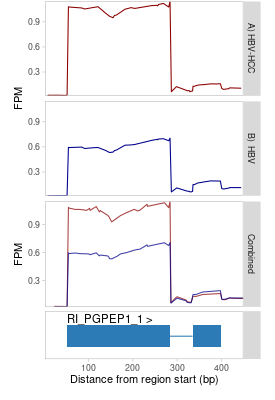 0.9
0.6
0.3
A) HBV-HCC
FPM
0.9
0.6
0.3
B) HBV
0.9
0.6
0.3
FPM
Combined
RI_PGPEP1_1 >
100 200 300 400
Distance from region start (bp)